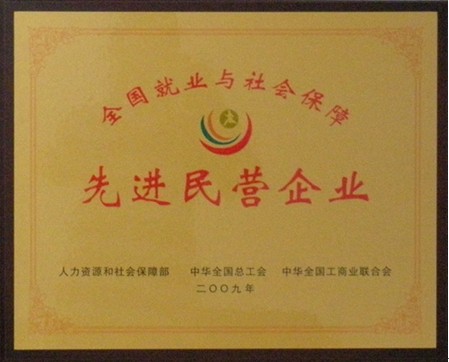 全国就业与社会保障
先进民营企业
人力资源和社会保障部 中华全国总工会 中华全国工商业联合会
二〇〇九年